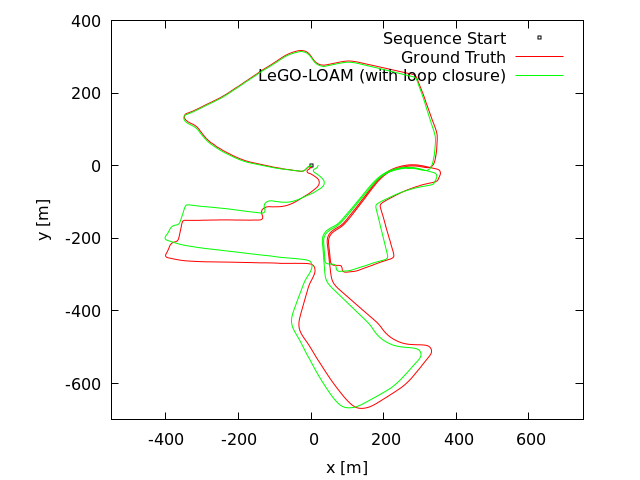 400
200
0
-200
-400
-600
y [m]
Sequence Start
Ground Truth
LeGO-LOAM (with loop closure)
-400 -200 0 200 400 600
x [m]